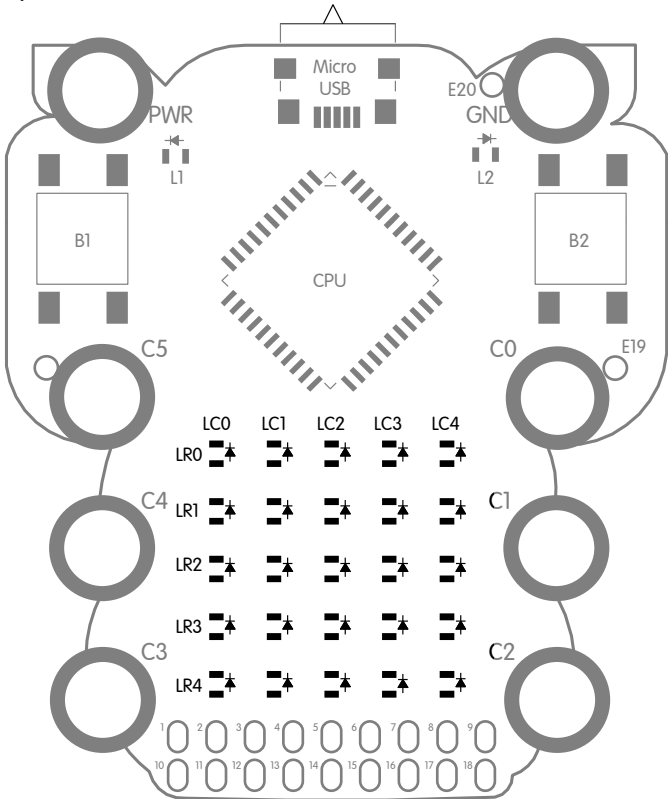 Micro
USB
E20
PWR
GND
L1
L2
B1
B2
CPU
C5
C0
E19
LC0 LC1 LC2 LC3 LC4
LR0
C4
C1
LR1
LR2
LR3
C3
C2
LR4
1 2 3 4 5 6 7 8 9
10 11 12 13 14 15 16 17 18